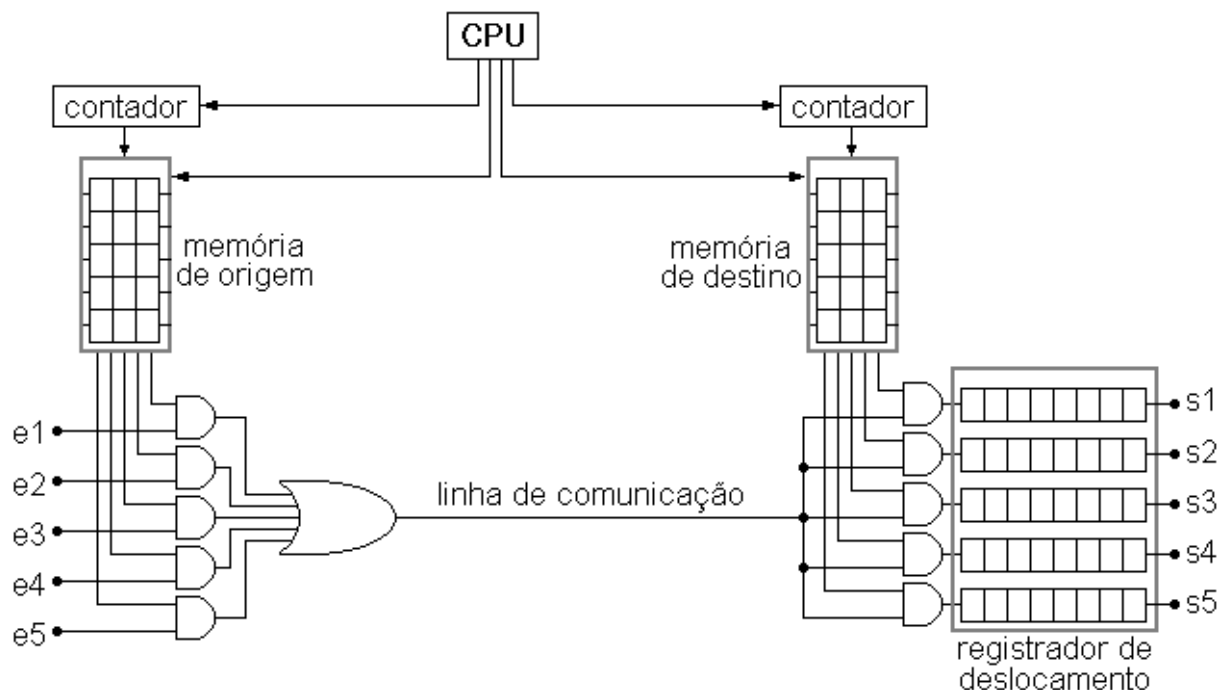 CPU
contador
contador
memória
de origem
memória
de destino
e1
e2
e3
e4
e5
linha de comunicação
s1
s2
s3
s4
s5
registrador de
deslocamento